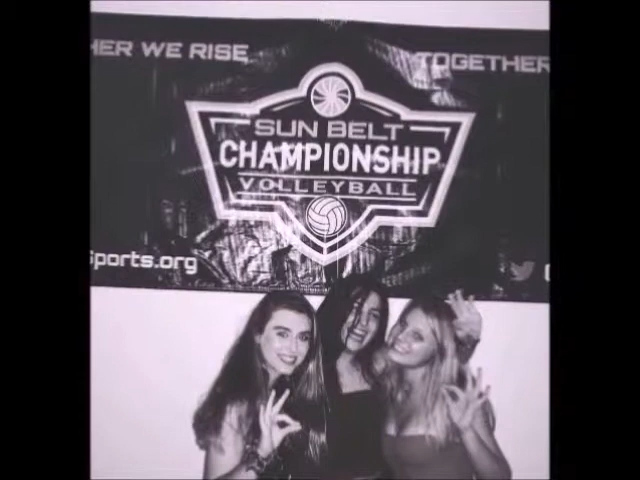 HER WE RISE
TOGETHER
SUN BELT
CHAMPIONSHIP
VOLLEYBALL
Sports.org